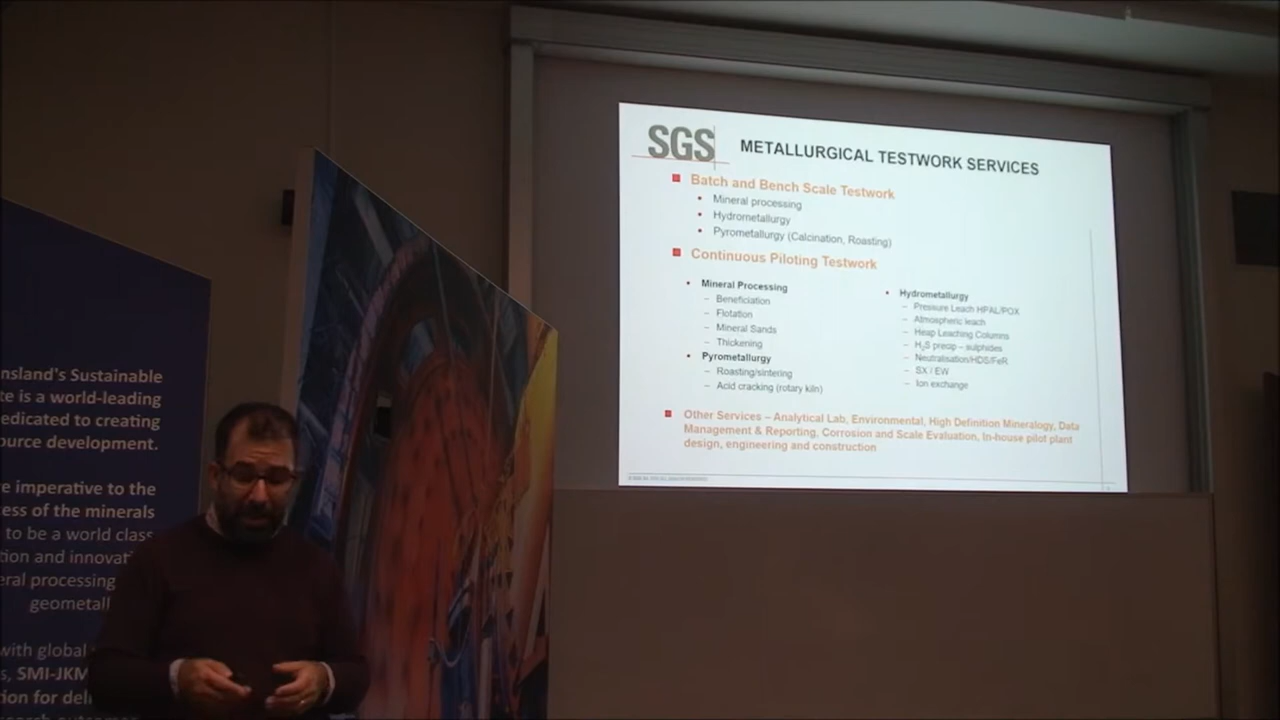 nsland's Sustainable
te is a world-leading
edicated to creating
ource development.
e imperative to the
ess of the minerals
to be a world class
tion and innovat
eral processing
geometall
with global
s, SMI-JKM
ion for deli
SGS
METALLURGICAL TESTWORK SERVICES
Batch and Bench Scale Testwork
• Mineral processing
• Hydrometallurgy
• Pyrometallurgy (Calcination, Roasting)
Continuous Piloting Testwork
• Mineral Processing
– Beneficiation
– Flotation
– Mineral Sands
– Thickening
• Pyrometallurgy
– Roasting/sintering
– Acid cracking (rotary kiln)
• Hydrometallurgy
– Pressure Leach HPAL/POX
– Atmospheric leach
– Heap Leaching Columns
– H₂S precip – sulphides
– Neutralisation/HDS/FeR
– SX / EW
– Ion exchange
Other Services – Analytical Lab, Environmental, High Definition Mineralogy, Data
Management & Reporting, Corrosion and Scale Evaluation, In-house pilot plant
design, engineering and construction